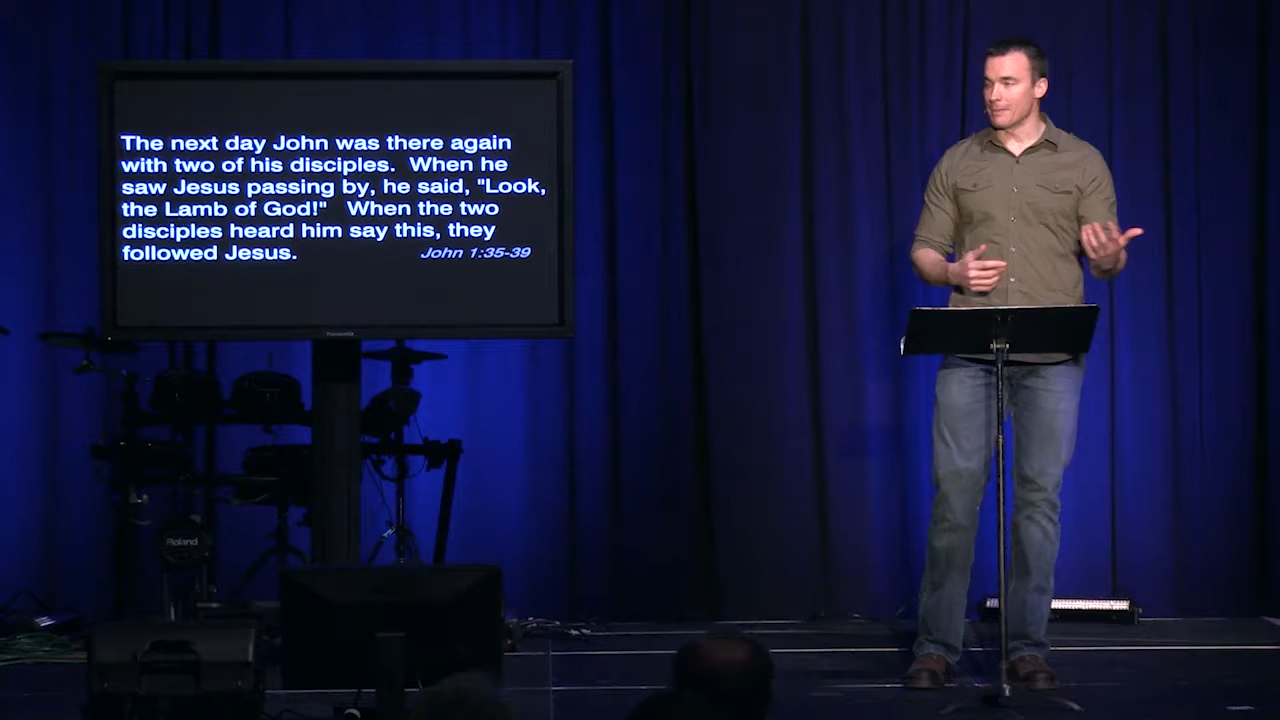 The next day John was there again
with two of his disciples.  When he
saw Jesus passing by, he said, "Look,
the Lamb of God!"   When the two
disciples heard him say this, they
followed Jesus.
John 1:35-39
Panasonic
Roland